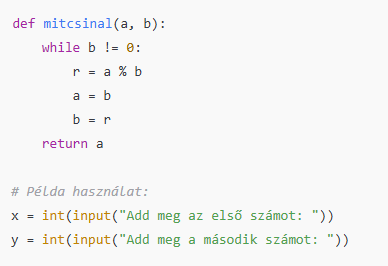 def mitcsinal(a, b):
    while b != 0:
        r = a % b
        a = b
        b = r
    return a

# Példa használat:
x = int(input("Add meg az első számot: "))
y = int(input("Add meg a második számot: "))